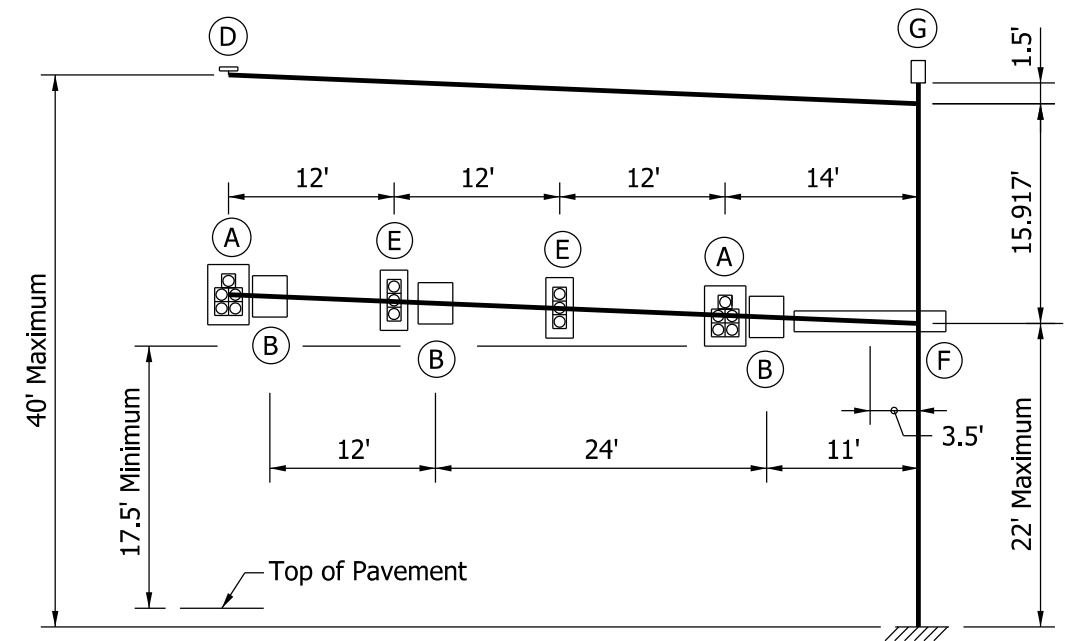 D
G
1.5'
12'
12'
12'
14'
15.917'
A
E
E
A
40' Maximum
B
B
B
F
17.5' Minimum
12'
24'
11'
3.5'
22' Maximum
Top of Pavement